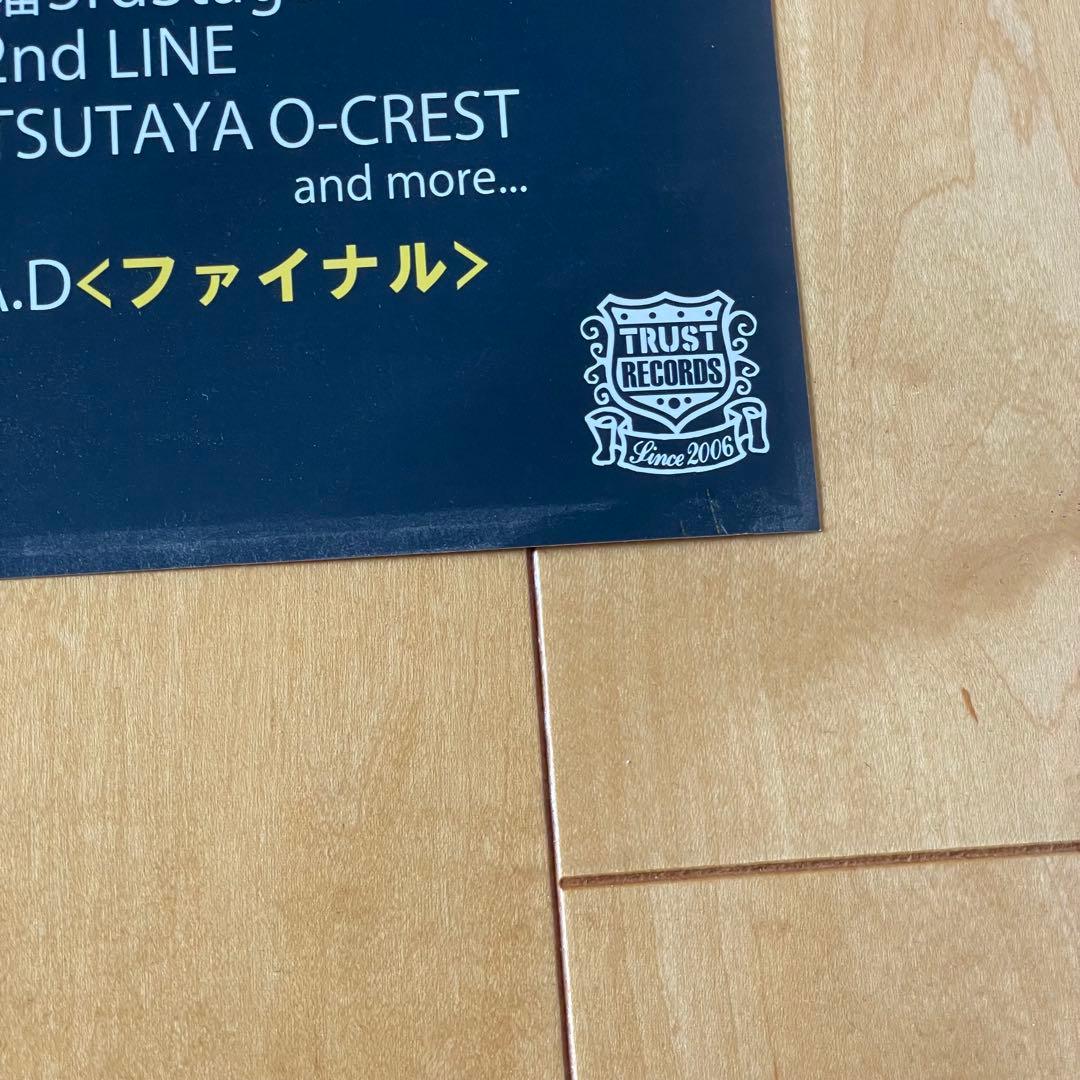 2nd LINE
TSUTAYA O-CREST
and more...
A.D<ファイナル>
TRUST
RECORDS
Since 2006